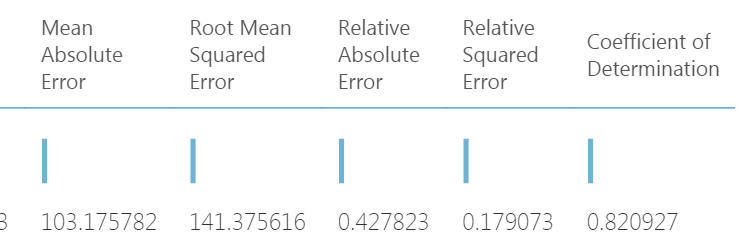 Mean Absolute Error
Root Mean Squared Error
Relative Absolute Error
Relative Squared Error
Coefficient of Determination
3 103.175782 141.375616 0.427823 0.179073 0.820927